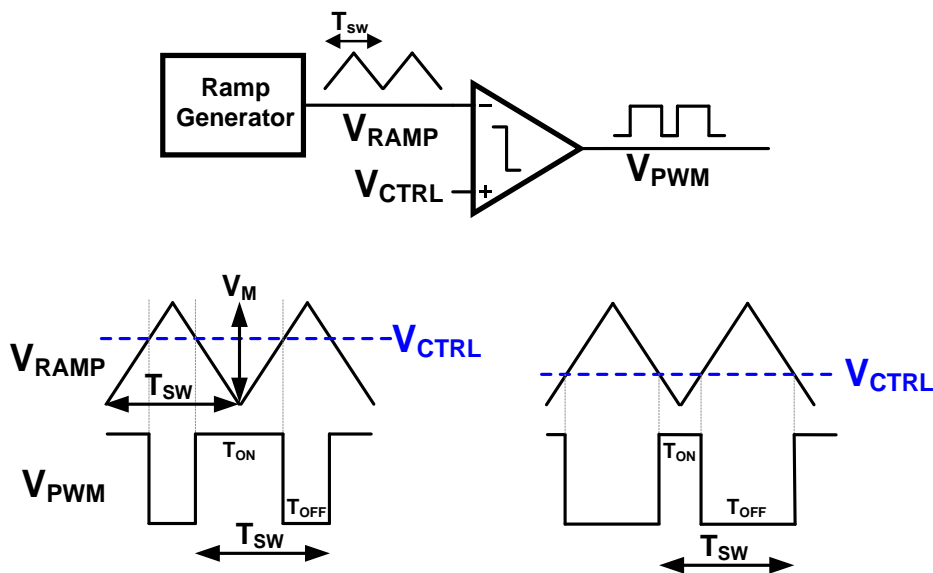 Tsw
Ramp
Generator
−
VRAMP
VCTRL
+
VPWM
VM
VRAMP
VCTRL
TSW
VPWM
TON
TOFF
TSW
VCTRL
TON
TOFF
TSW